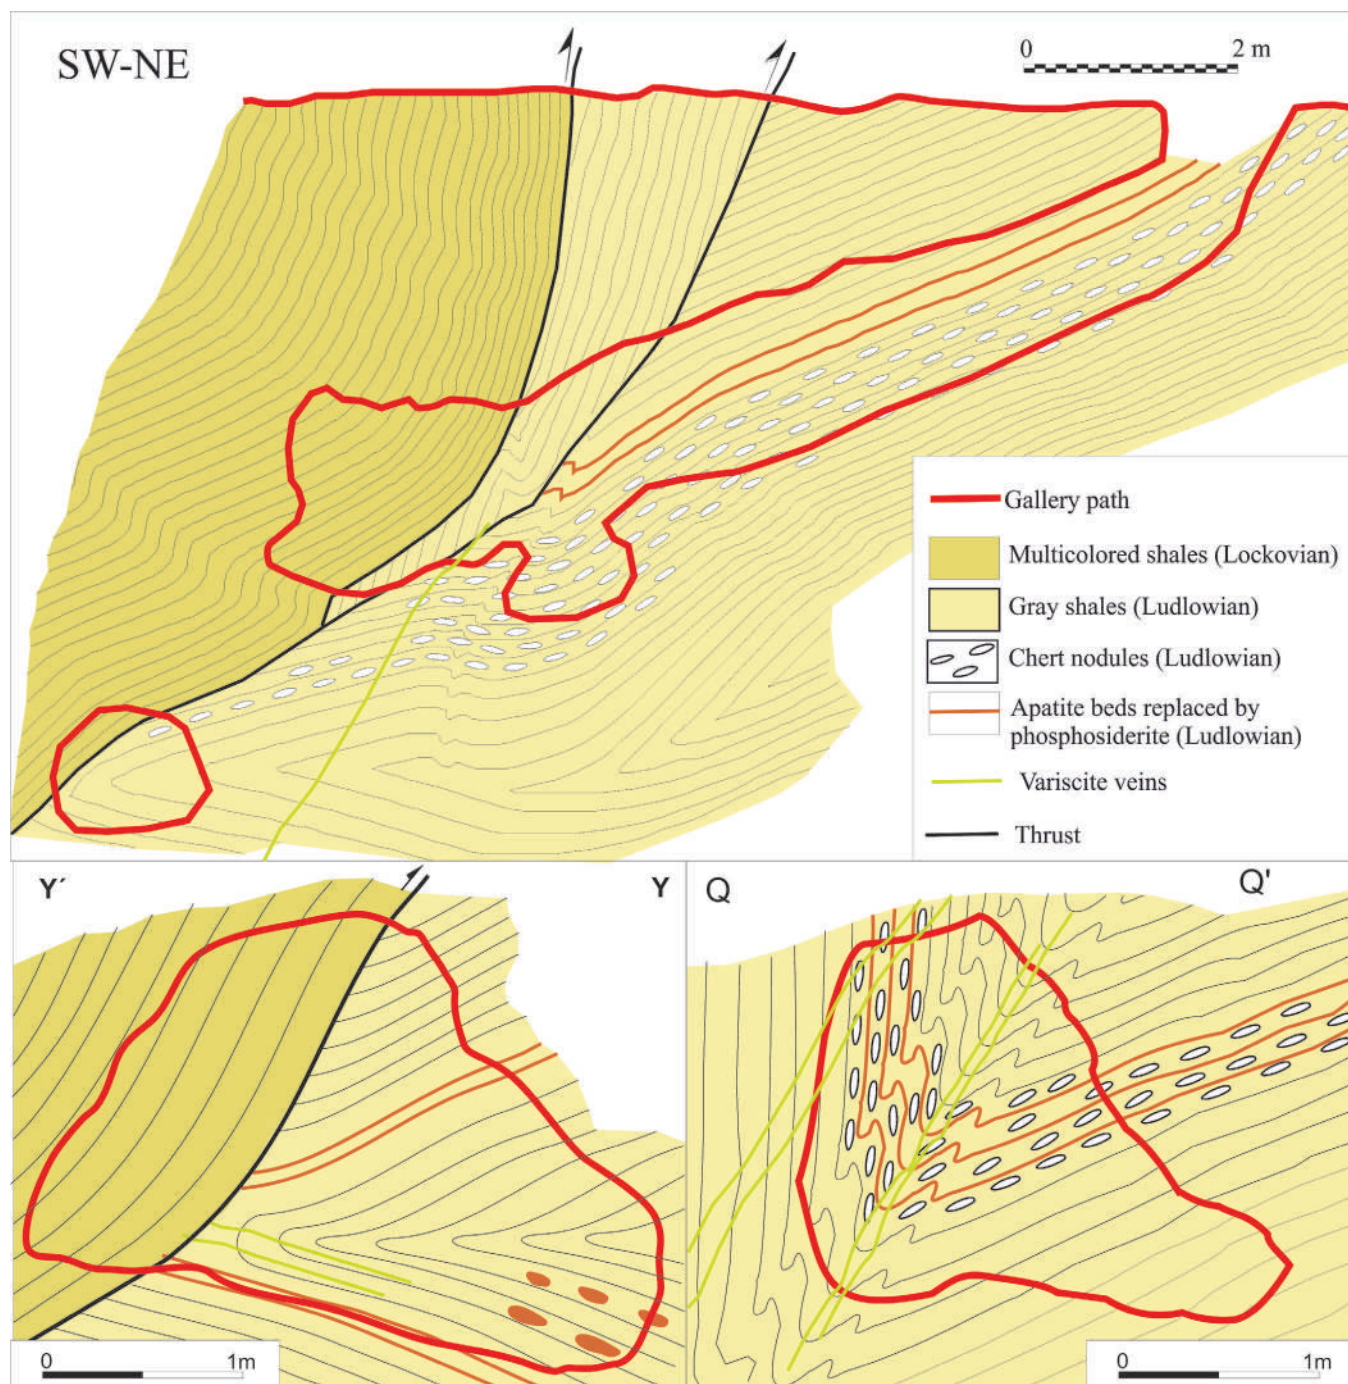 SW-NE
0 2 m
Gallery path
Multicolored shales (Lockovian)
Gray shales (Ludlowian)
Chert nodules (Ludlowian)
Apatite beds replaced by
phosphosiderite (Ludlowian)
Variscite veins
Thrust
Y´ Y
0 1m
Q Q'
0 1m